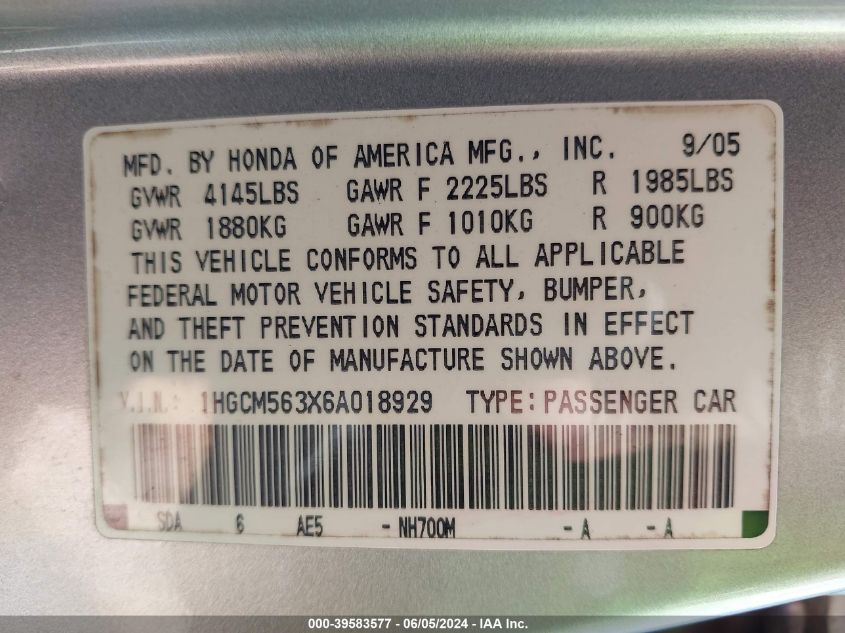 MFD. BY HONDA OF AMERICA MFG., INC. 9/05
GVWR 4145LBS GAWR F 2225LBS R 1985LBS
GVWR 1880KG GAWR F 1010KG R 900KG
THIS VEHICLE CONFORMS TO ALL APPLICABLE
FEDERAL MOTOR VEHICLE SAFETY, BUMPER,
AND THEFT PREVENTION STANDARDS IN EFFECT
ON THE DATE OF MANUFACTURE SHOWN ABOVE.
V.I.N.: 1HGCM563X6A018929 TYPE:PASSENGER CAR
SDA 6 AE5 - NH700M - A - A
000-39583577 - 06/05/2024 - IAA Inc.